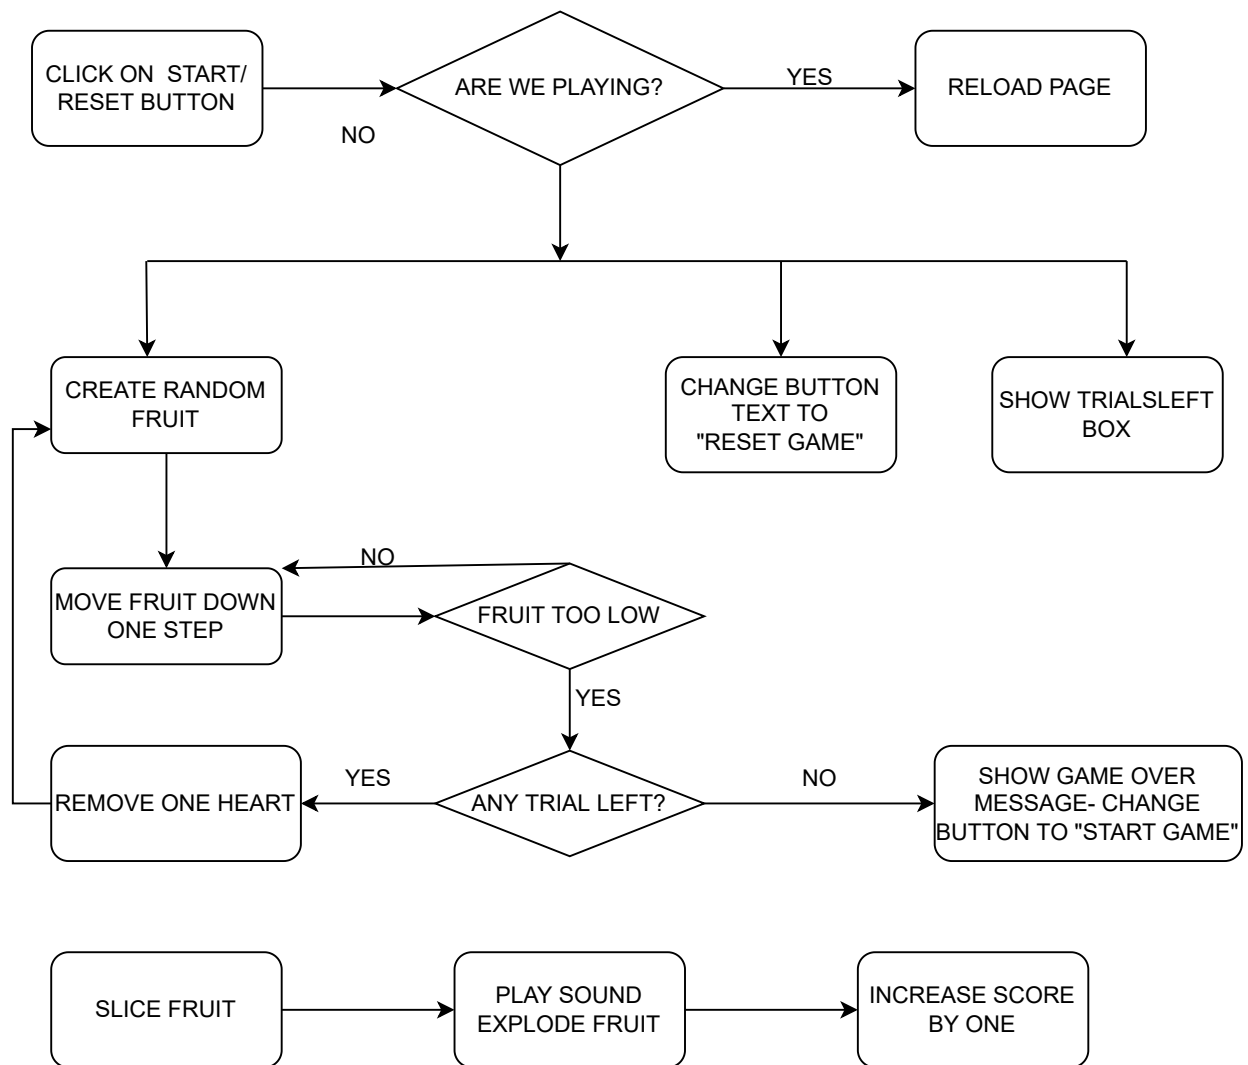 CLICK ON  START/
RESET BUTTON
ARE WE PLAYING?
YES
RELOAD PAGE
NO
CREATE RANDOM
FRUIT
CHANGE BUTTON
TEXT TO
"RESET GAME"
SHOW TRIALSLEFT
BOX
NO
MOVE FRUIT DOWN
ONE STEP
FRUIT TOO LOW
YES
REMOVE ONE HEART
YES
ANY TRIAL LEFT?
NO
SHOW GAME OVER
MESSAGE- CHANGE
BUTTON TO "START GAME"
SLICE FRUIT
PLAY SOUND
EXPLODE FRUIT
INCREASE SCORE
BY ONE